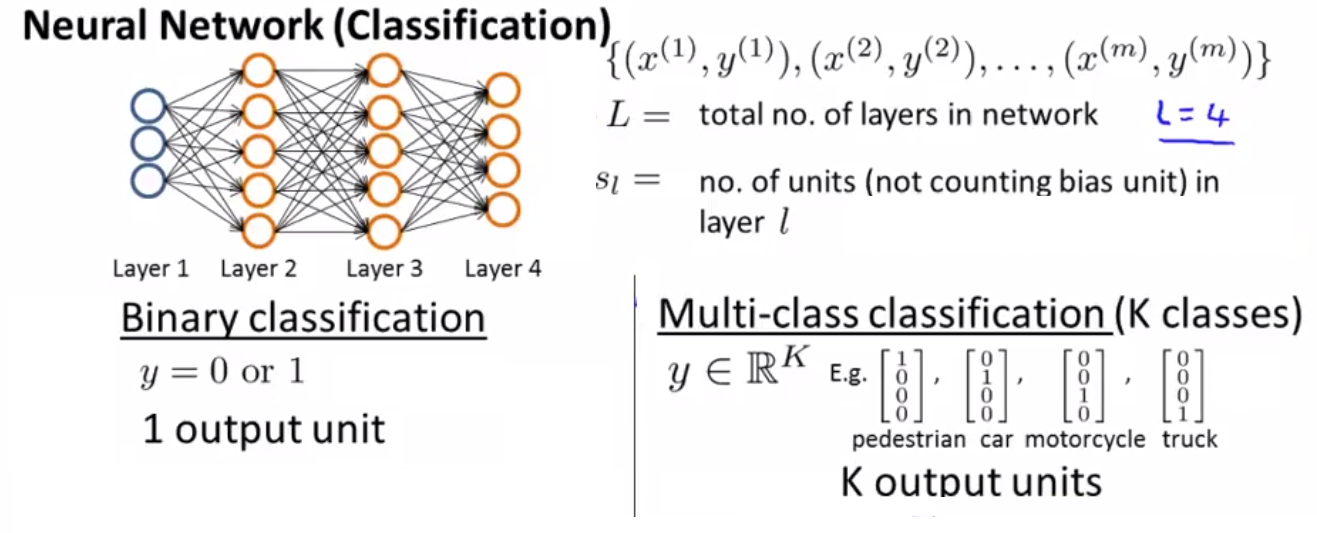 Neural Network (Classification)
{(x^{(1)}, y^{(1)}), (x^{(2)}, y^{(2)}), . . . , (x^{(m)}, y^{(m)})}
L = total no. of layers in network L = 4
s_l = no. of units (not counting bias unit) in
layer l
Layer 1 Layer 2 Layer 3 Layer 4
Binary classification
y = 0 or 1
1 output unit
Multi-class classification (K classes)
y ∈ ℝ^K E.g. [1 0 0 0], [0 1 0 0], [0 0 1 0], [0 0 0 1]
pedestrian car motorcycle truck
K output units